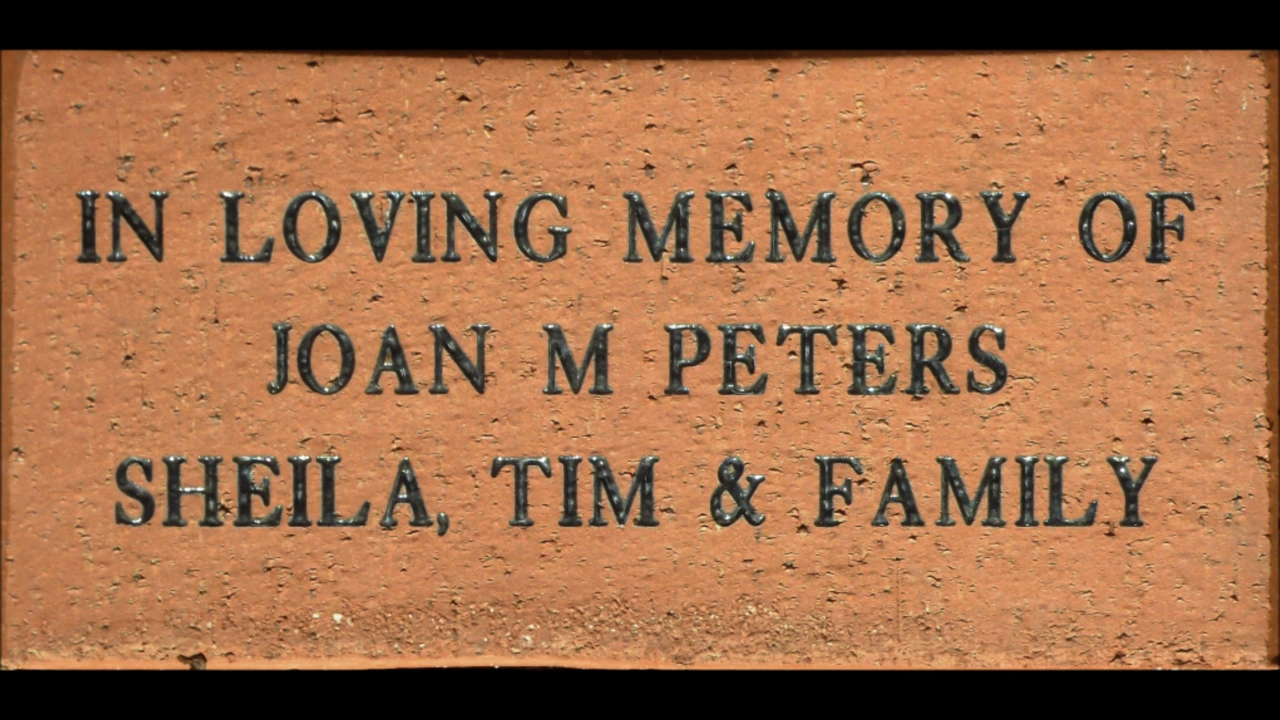 IN LOVING MEMORY OF
JOAN M PETERS
SHEILA, TIM & FAMILY